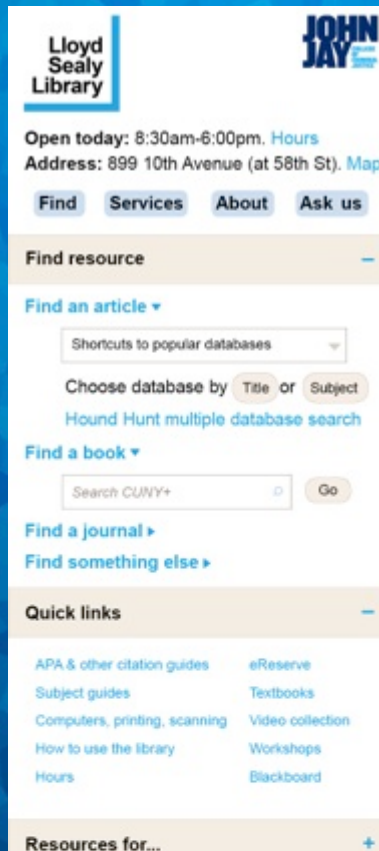 Lloyd
Sealy
Library
JOHN
JAY
COLLEGE
OF
CRIMINAL
JUSTICE
Open today: 8:30am-6:00pm. Hours
Address: 899 10th Avenue (at 58th St). Map
Find Services About Ask us
Find resource –
Find an article ▾
Shortcuts to popular databases
Choose database by Title or Subject
Hound Hunt multiple database search
Find a book ▾
Search CUNY+ Go
Find a journal ▸
Find something else ▸
Quick links –
APA & other citation guides eReserve
Subject guides Textbooks
Computers, printing, scanning Video collection
How to use the library Workshops
Hours Blackboard
Resources for... +